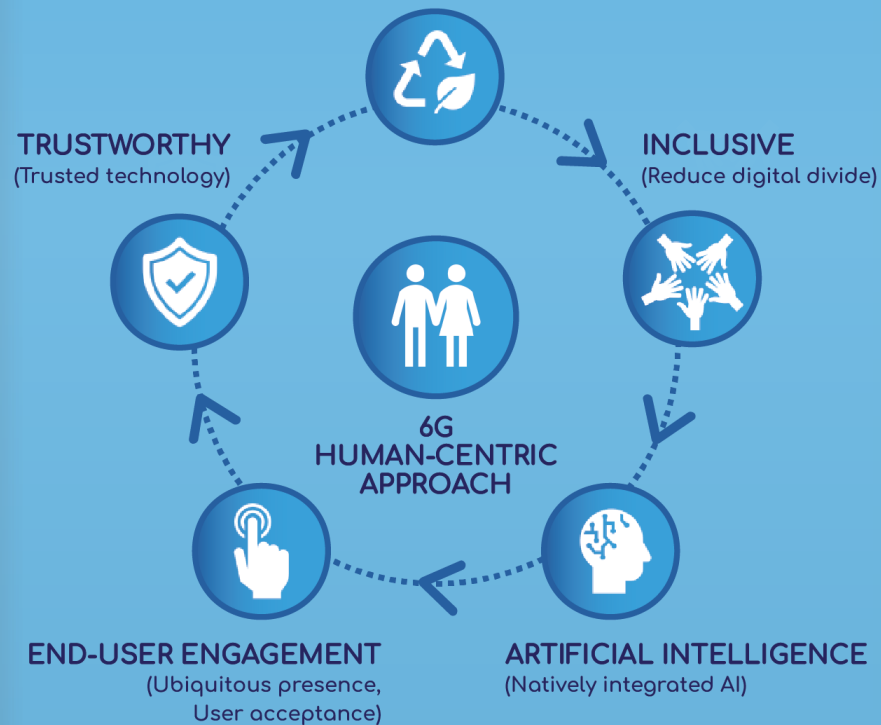 TRUSTWORTHY
(Trusted technology)
INCLUSIVE
(Reduce digital divide)
6G
HUMAN-CENTRIC
APPROACH
END-USER ENGAGEMENT
(Ubiquitous presence,
User acceptance)
ARTIFICIAL INTELLIGENCE
(Natively integrated AI)